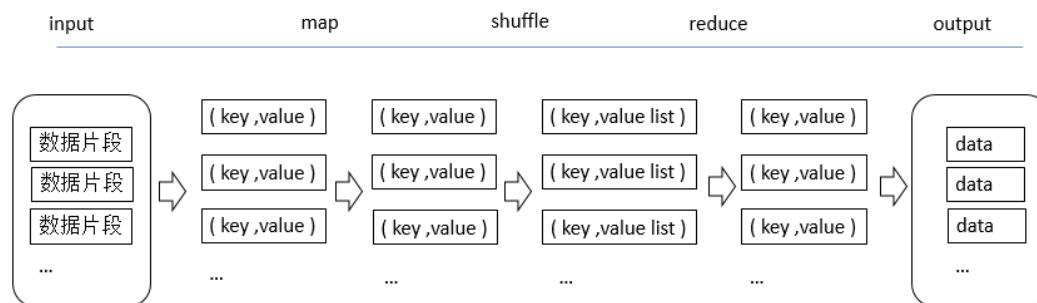 input map shuffle reduce output
( key ,value ) ( key ,value ) ( key ,value list ) ( key ,value )
数据片段 data
( key ,value ) ( key ,value ) ( key ,value list ) ( key ,value )
数据片段 data
数据片段 ( key ,value ) ( key ,value ) ( key ,value list ) ( key ,value ) data
... ... ... ... ... ...